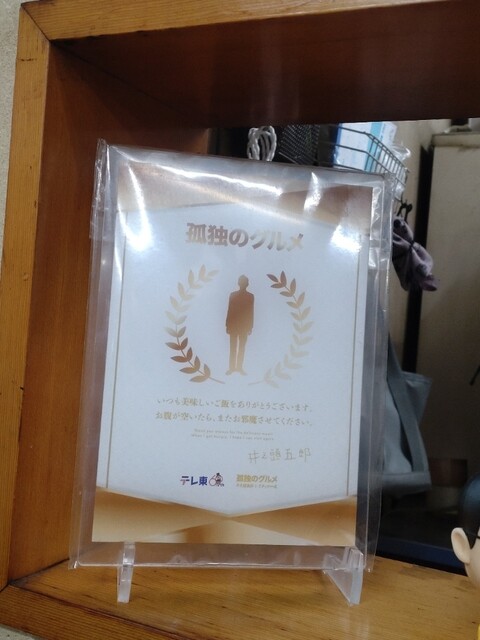 孤独のグルメ
いつも美味しいご飯をありがとうございます。
お腹が空いたら、またお邪魔させてください。
井之頭五郎
テレ東
孤独のグルメ